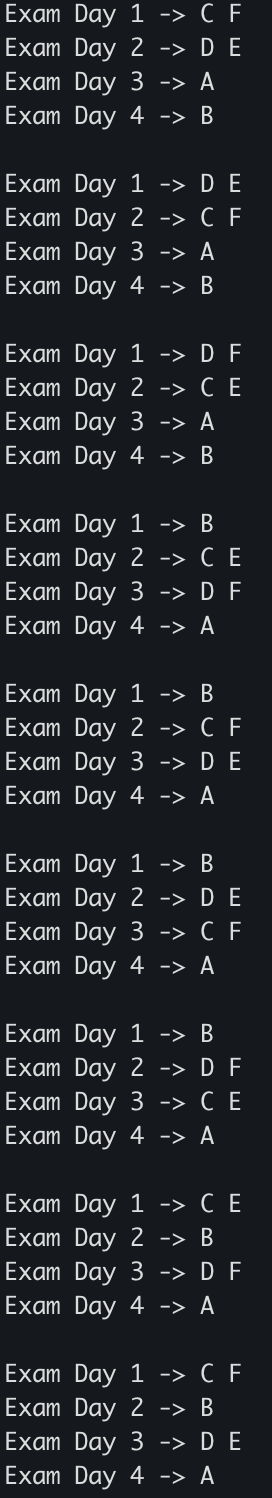 Exam Day 1 -> C F
Exam Day 2 -> D E
Exam Day 3 -> A
Exam Day 4 -> B

Exam Day 1 -> D E
Exam Day 2 -> C F
Exam Day 3 -> A
Exam Day 4 -> B

Exam Day 1 -> D F
Exam Day 2 -> C E
Exam Day 3 -> A
Exam Day 4 -> B

Exam Day 1 -> B
Exam Day 2 -> C E
Exam Day 3 -> D F
Exam Day 4 -> A

Exam Day 1 -> B
Exam Day 2 -> C F
Exam Day 3 -> D E
Exam Day 4 -> A

Exam Day 1 -> B
Exam Day 2 -> D E
Exam Day 3 -> C F
Exam Day 4 -> A

Exam Day 1 -> B
Exam Day 2 -> D F
Exam Day 3 -> C E
Exam Day 4 -> A

Exam Day 1 -> C E
Exam Day 2 -> B
Exam Day 3 -> D F
Exam Day 4 -> A

Exam Day 1 -> C F
Exam Day 2 -> B
Exam Day 3 -> D E
Exam Day 4 -> A